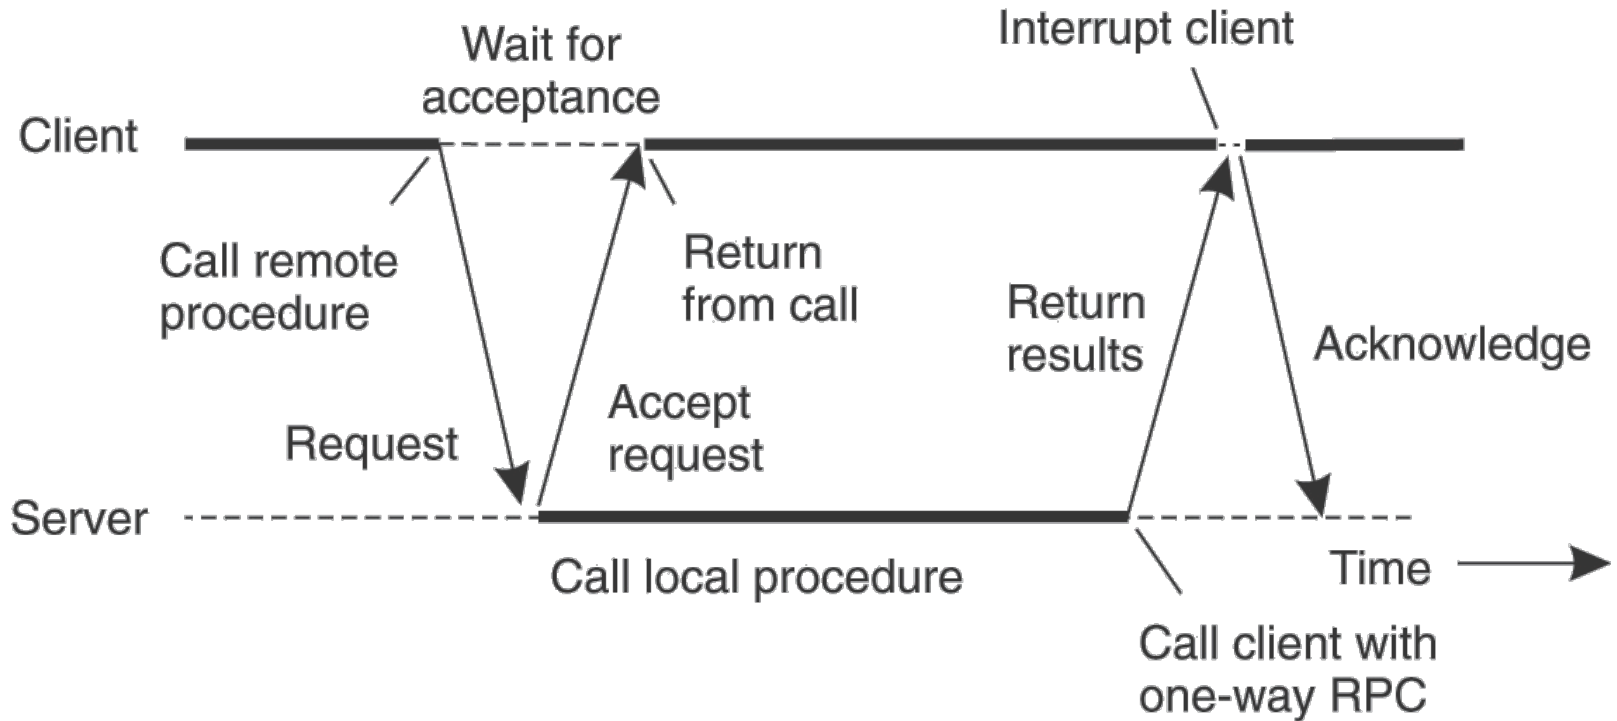 Wait for
acceptance
Interrupt client
Client
Call remote
procedure
Return
from call
Return
results
Acknowledge
Accept
request
Request
Server
Call local procedure
Time
Call client with
one-way RPC